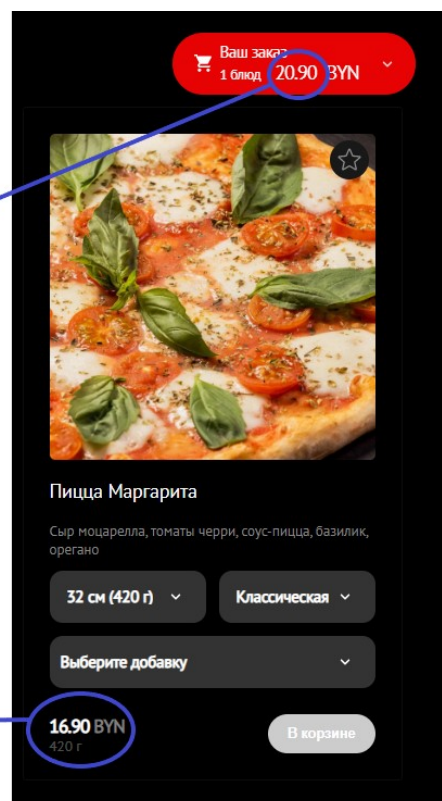 Ваш заказ
1 блюд 20.90 BYN
Пицца Маргарита
Сыр моцарелла, томаты черри, соус-пицца, базилик,
орегано
32 см (420 г) Классическая
Выберите добавку
16.90 BYN В корзине
420 г